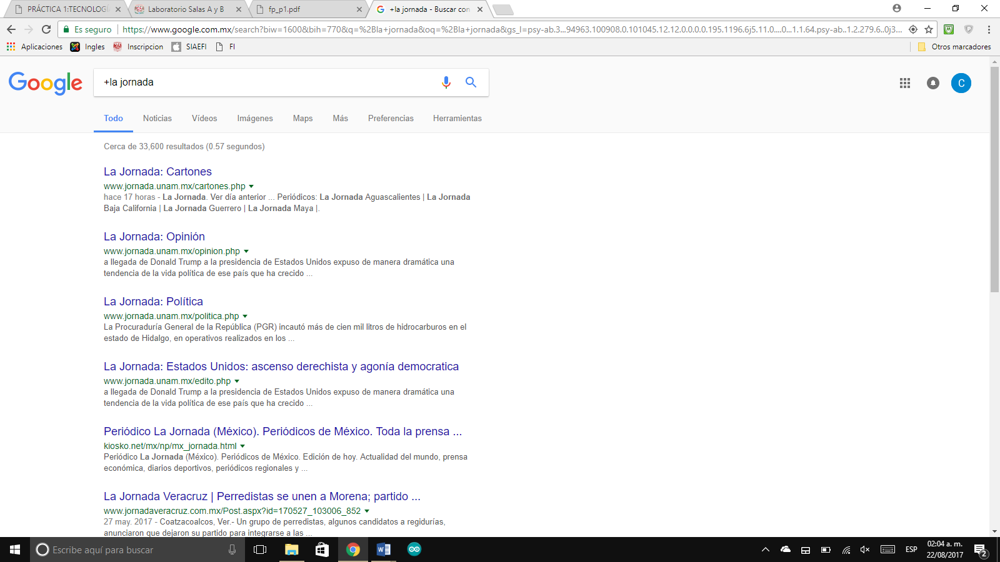 PRÁCTICA 1:TECNOLOGÍ
Laboratorio Salas A y B
fp_p1.pdf
+la jornada - Buscar con
Es seguro
https://www.google.com.mx/search?biw=1600&bih=770&q=%2Bla+jornada&oq=%2Bla+jornada&gs_l=psy-ab.3...94963.100908.0.101045.12.12.0.0.0.0.195.1196.6j5.11.0....0...1.1.64.psy-ab..1.2.279.6..0j3...
Aplicaciones
Ingles
Inscripcion
SIAEFI
FI
Otros marcadores
Google
+la jornada
C
Todo
Noticias
Vídeos
Imágenes
Maps
Más
Preferencias
Herramientas
Cerca de 33,600 resultados (0.57 segundos)
La Jornada: Cartones
www.jornada.unam.mx/cartones.php
hace 17 horas - La Jornada. Ver día anterior ... Periódicos: La Jornada Aguascalientes | La Jornada
Baja California | La Jornada Guerrero | La Jornada Maya |.
La Jornada: Opinión
www.jornada.unam.mx/opinion.php
a llegada de Donald Trump a la presidencia de Estados Unidos expuso de manera dramática una
tendencia de la vida política de ese país que ha crecido ...
La Jornada: Política
www.jornada.unam.mx/politica.php
La Procuraduría General de la República (PGR) incautó más de cien mil litros de hidrocarburos en el
estado de Hidalgo, en operativos realizados en los ...
La Jornada: Estados Unidos: ascenso derechista y agonía democratica
www.jornada.unam.mx/edito.php
a llegada de Donald Trump a la presidencia de Estados Unidos expuso de manera dramática una
tendencia de la vida política de ese país que ha crecido ...
Periódico La Jornada (México). Periódicos de México. Toda la prensa ...
kiosko.net/mx/np/mx_jornada.html
Periódico La Jornada (México). Periódicos de México. Edición de hoy. Actualidad del mundo, prensa
económica, diarios deportivos, periódicos regionales y ...
La Jornada Veracruz | Perredistas se unen a Morena; partido ...
www.jornadaveracruz.com.mx/Post.aspx?id=170527_103006_852
27 may. 2017 - Coatzacoalcos, Ver.- Un grupo de perredistas, algunos candidatos a regidurías,
anunciaron que dejaron su partido para integrarse a las ...
Escribe aquí para buscar
ESP
02:04 a. m.
22/08/2017
2